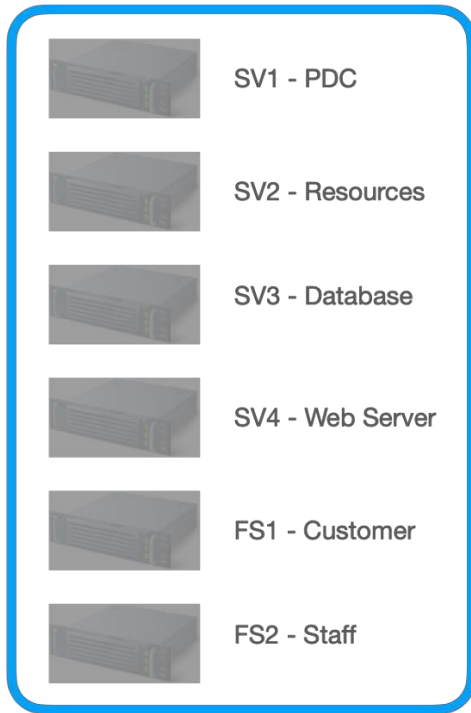 SV1 - PDC
SV2 - Resources
SV3 - Database
SV4 - Web Server
FS1 - Customer
FS2 - Staff